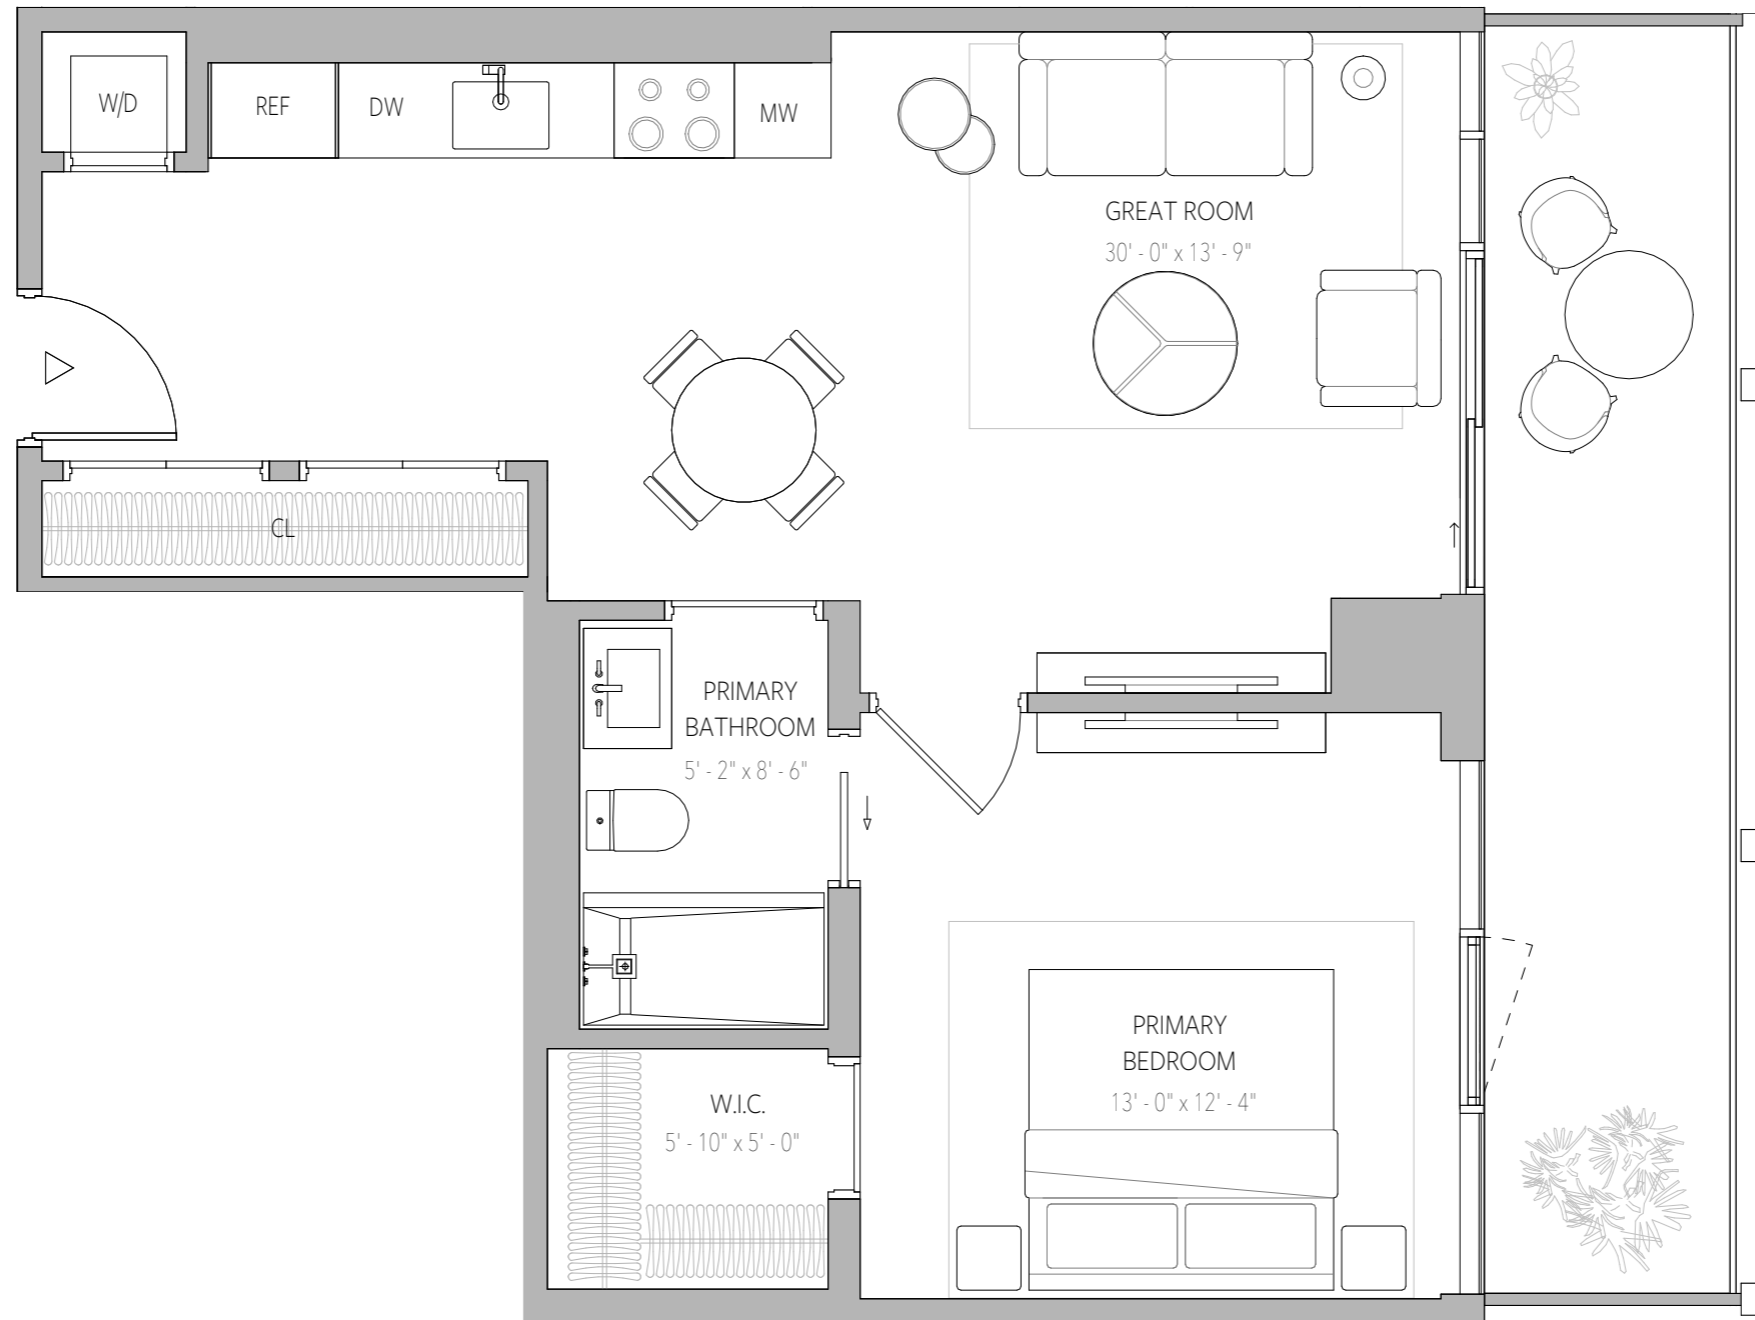 W/D
REF
DW
MW
GREAT ROOM
30' - 0" x 13' - 9"
CL
PRIMARY
BATHROOM
5' - 2" x 8' - 6"
PRIMARY
BEDROOM
13' - 0" x 12' - 4"
W.I.C.
5' - 10" x 5' - 0"